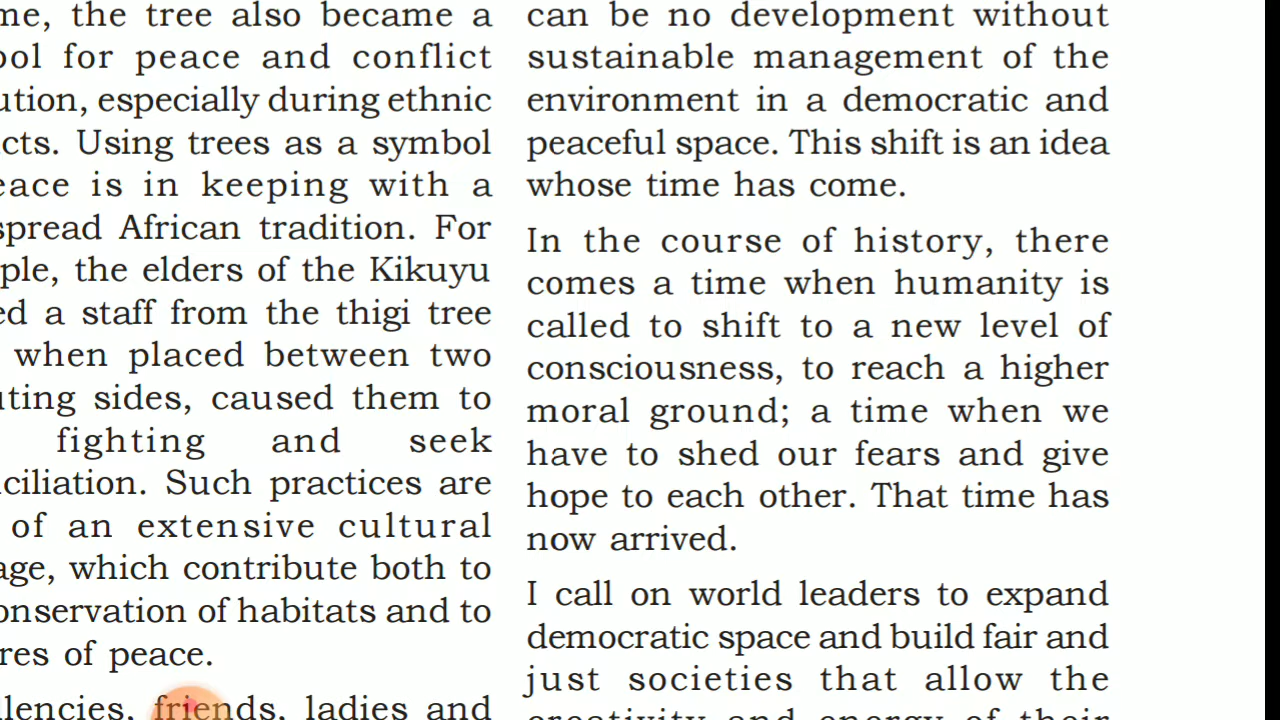 the tree also became a
for peace and conflict
especially during ethnic
Using trees as a symbol
is in keeping with a
African tradition. For
the elders of the Kikuyu
a staff from the thigi tree
when placed between two
sides, caused them to
fighting and seek
Such practices are
of an extensive cultural
which contribute both to
of habitats and to
of peace.
friends, ladies and
can be no development without
sustainable management of the
environment in a democratic and
peaceful space. This shift is an idea
whose time has come.
In the course of history, there
comes a time when humanity is
called to shift to a new level of
consciousness, to reach a higher
moral ground; a time when we
have to shed our fears and give
hope to each other. That time has
now arrived.
I call on world leaders to expand
democratic space and build fair and
just societies that allow the
creativity and energy of their